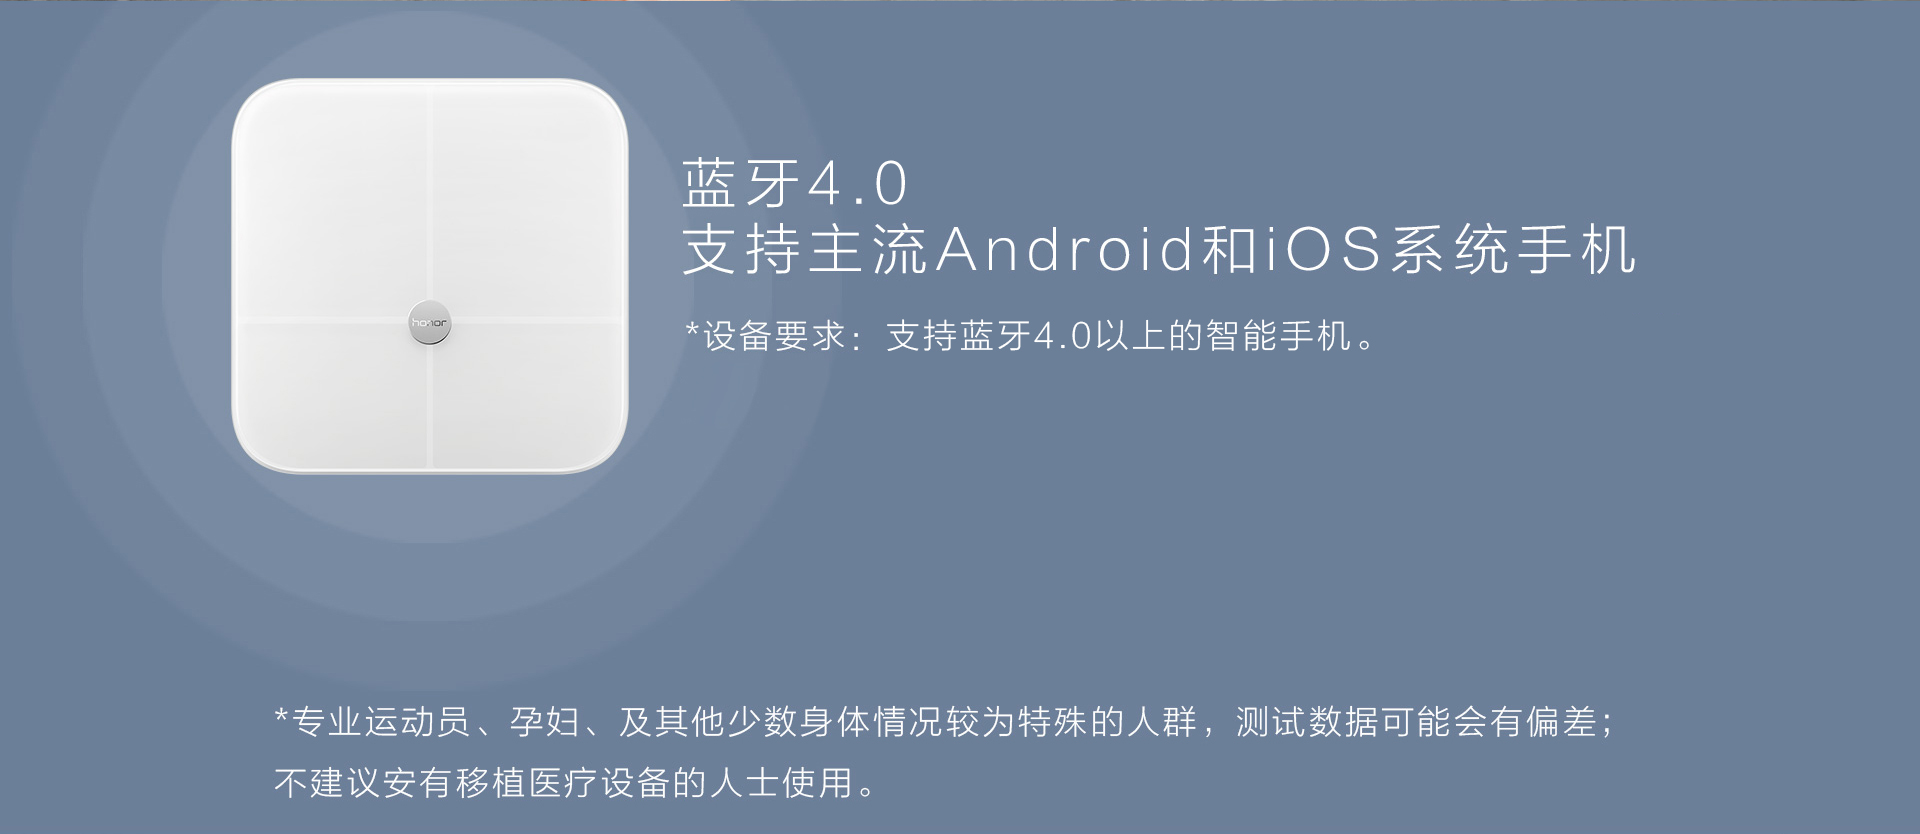 honor
蓝牙4.0
支持主流Android和iOS系统手机
*设备要求：支持蓝牙4.0以上的智能手机。
*专业运动员、孕妇、及其他少数身体情况较为特殊的人群，测试数据可能会有偏差；
不建议安有移植医疗设备的人士使用。